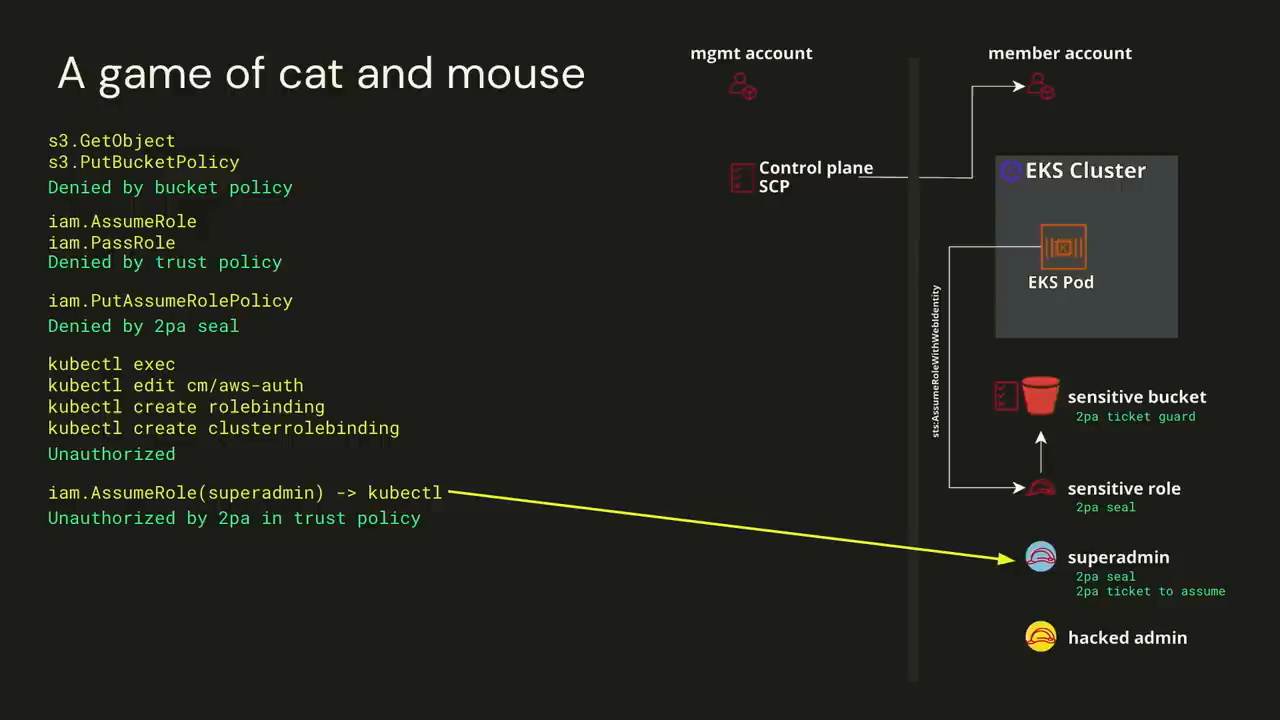 A game of cat and mouse
s3.GetObject
s3.PutBucketPolicy
Denied by bucket policy
iam.AssumeRole
iam.PassRole
Denied by trust policy
iam.PutAssumeRolePolicy
Denied by 2pa seal
kubectl exec
kubectl edit cm/aws-auth
kubectl create rolebinding
kubectl create clusterrolebinding
Unauthorized
iam.AssumeRole(superadmin) -> kubectl
Unauthorized by 2pa in trust policy
mgmt account
Control plane
SCP
member account
EKS Cluster
EKS Pod
sts:AssumeRoleWithWebIdentity
sensitive bucket
2pa ticket guard
sensitive role
2pa seal
superadmin
2pa seal
2pa ticket to assume
hacked admin